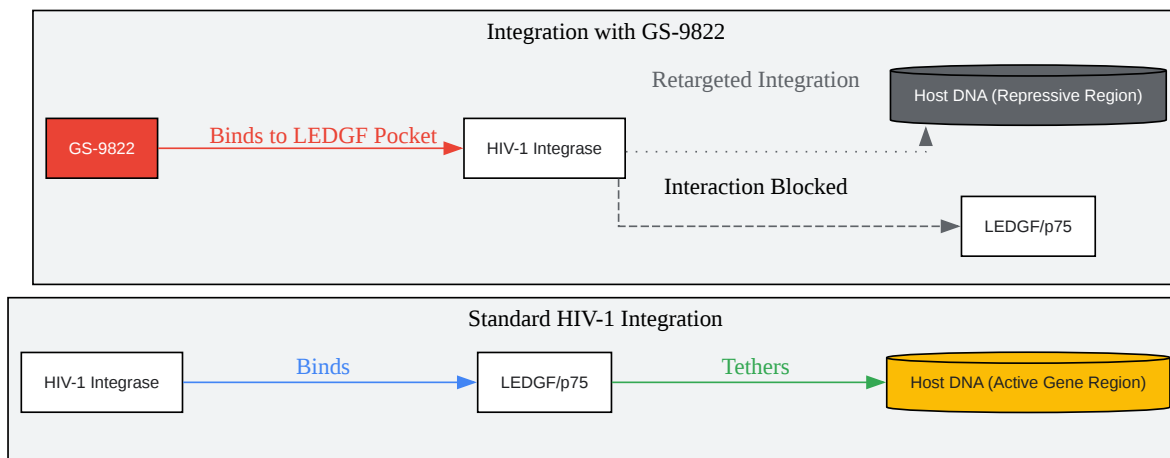 Integration with GS-9822
Retargeted Integration
Host DNA (Repressive Region)
GS-9822
Binds to LEDGF Pocket
HIV-1 Integrase
Interaction Blocked
LEDGF/p75
Standard HIV-1 Integration
HIV-1 Integrase
Binds
LEDGF/p75
Tethers
Host DNA (Active Gene Region)